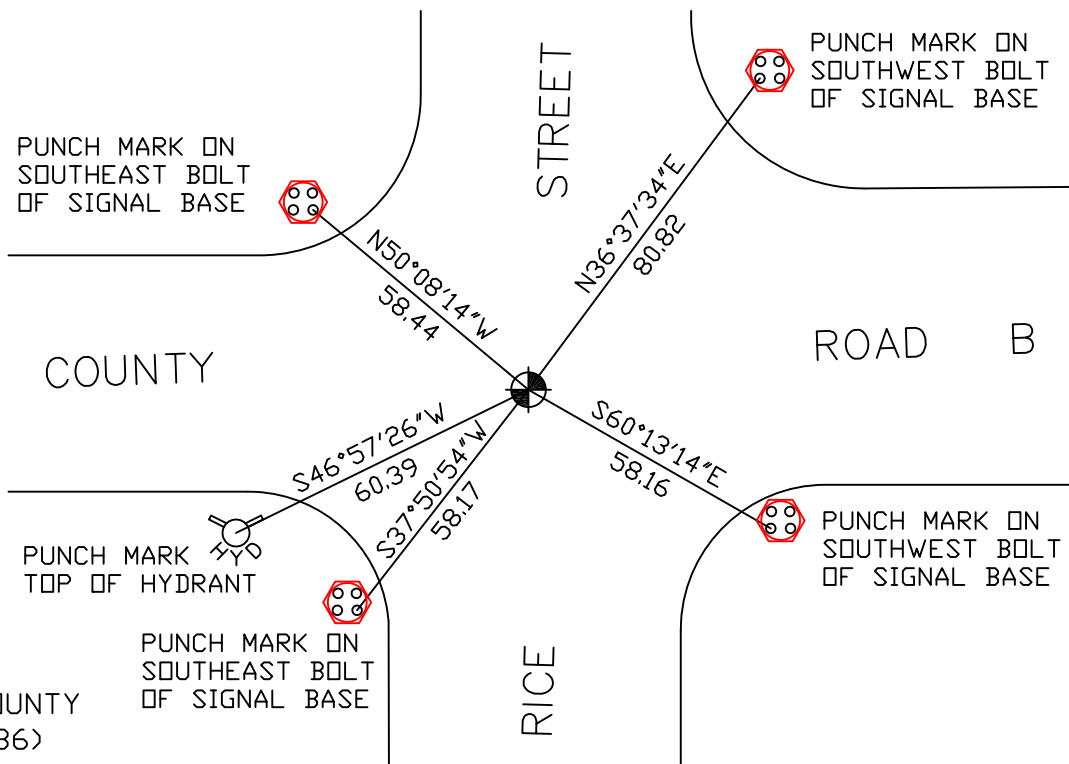 STREET
PUNCH MARK ON
SOUTHWEST BOLT
OF SIGNAL BASE
PUNCH MARK ON
SOUTHEAST BOLT
OF SIGNAL BASE
N36°37'34"E
80.82
N50°08'14"W
58.44
COUNTY
ROAD B
S46°57'26"W
60.39
S37°50'54"W
58.17
S60°13'14"E
58.16
HYD
PUNCH MARK
TOP OF HYDRANT
PUNCH MARK ON
SOUTHWEST BOLT
OF SIGNAL BASE
PUNCH MARK ON
SOUTHEAST BOLT
OF SIGNAL BASE
RICE
OUNTY
86)